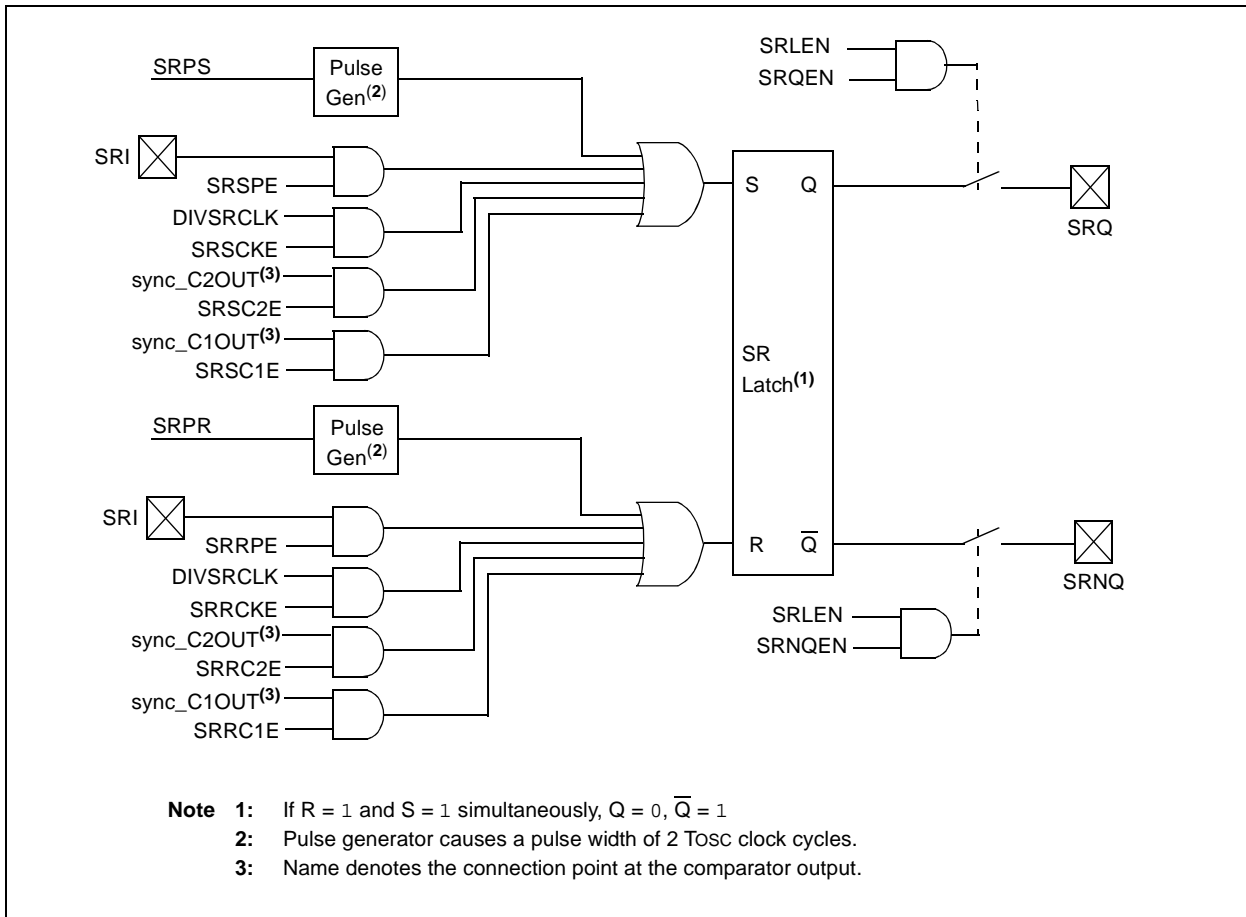 SRPS
Pulse
Gen(2)
SRI
SRSPE
DIVSRCLK
SRSCKE
sync_C2OUT(3)
SRSC2E
sync_C1OUT(3)
SRSC1E
SRLEN
SRQEN
S Q
SRQ
SR
Latch(1)
SRPR
Pulse
Gen(2)
SRI
SRRPE
DIVSRCLK
SRRCKE
sync_C2OUT(3)
SRRC2E
sync_C1OUT(3)
SRRC1E
R Q̅
SRNQ
SRLEN
SRNQEN
Note 1: If R = 1 and S = 1 simultaneously, Q = 0, Q̅ = 1
2: Pulse generator causes a pulse width of 2 TOSC clock cycles.
3: Name denotes the connection point at the comparator output.